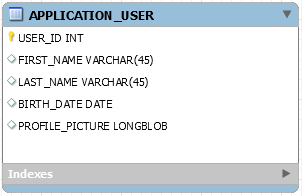 APPLICATION_USER
USER_ID INT
FIRST_NAME VARCHAR(45)
LAST_NAME VARCHAR(45)
BIRTH_DATE DATE
PROFILE_PICTURE LONGBLOB
Indexes